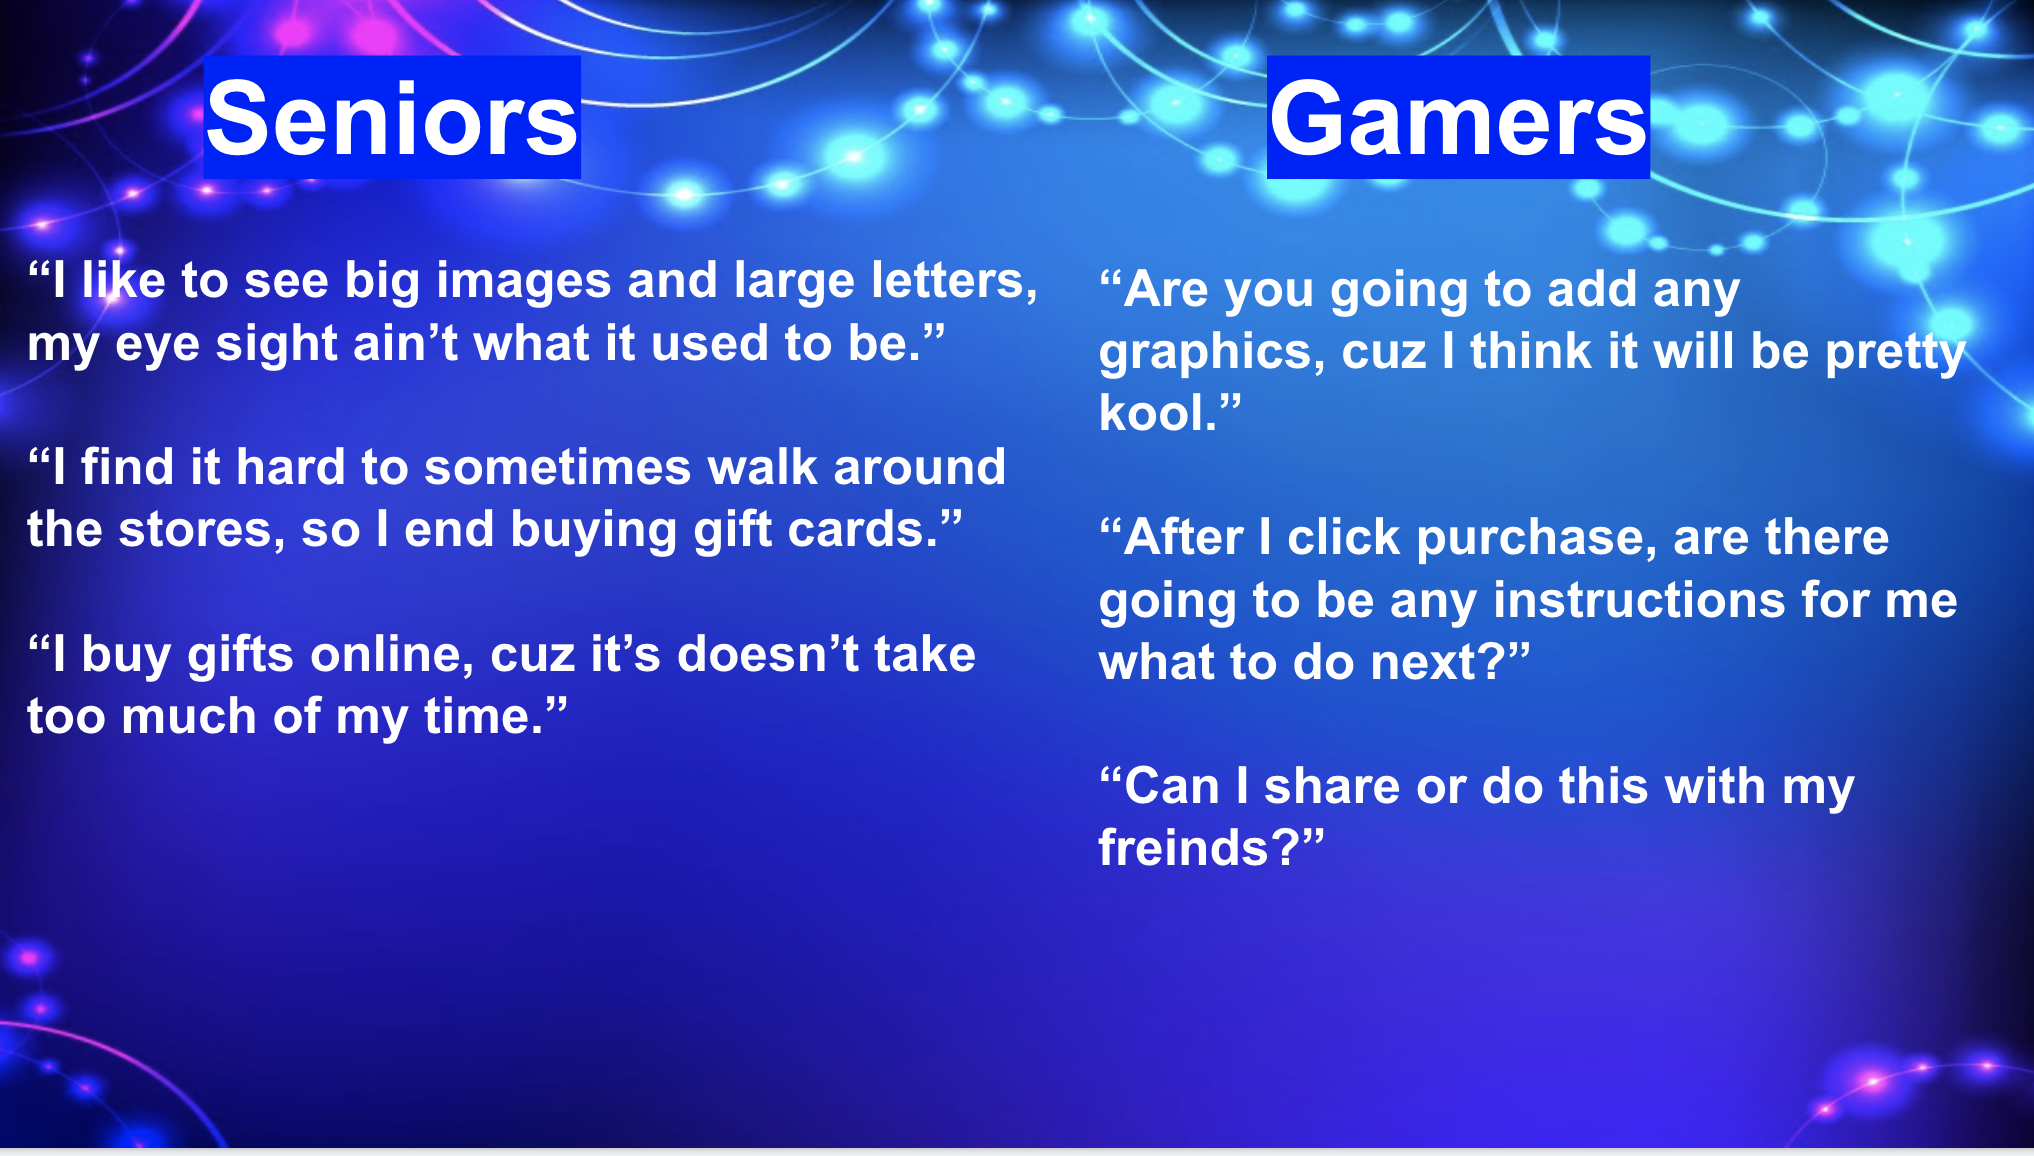 Seniors
“I like to see big images and large letters,
my eye sight ain’t what it used to be.”
“I find it hard to sometimes walk around
the stores, so I end buying gift cards.”
“I buy gifts online, cuz it’s doesn’t take
too much of my time.”
Gamers
“Are you going to add any
graphics, cuz I think it will be pretty
kool.”
“After I click purchase, are there
going to be any instructions for me
what to do next?”
“Can I share or do this with my
freinds?”